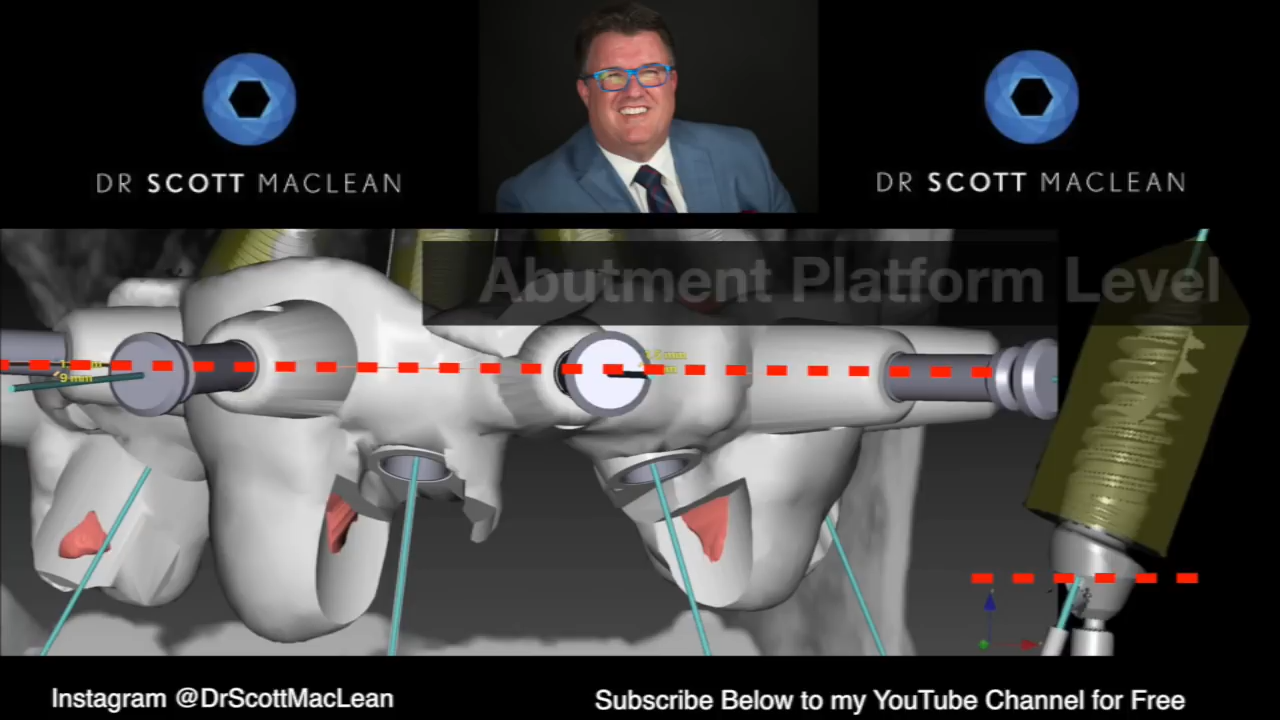 DR SCOTT MACLEAN
DR SCOTT MACLEAN
Abutment Platform Level
Instagram @DrScottMacLean
Subscribe Below to my YouTube Channel for Free